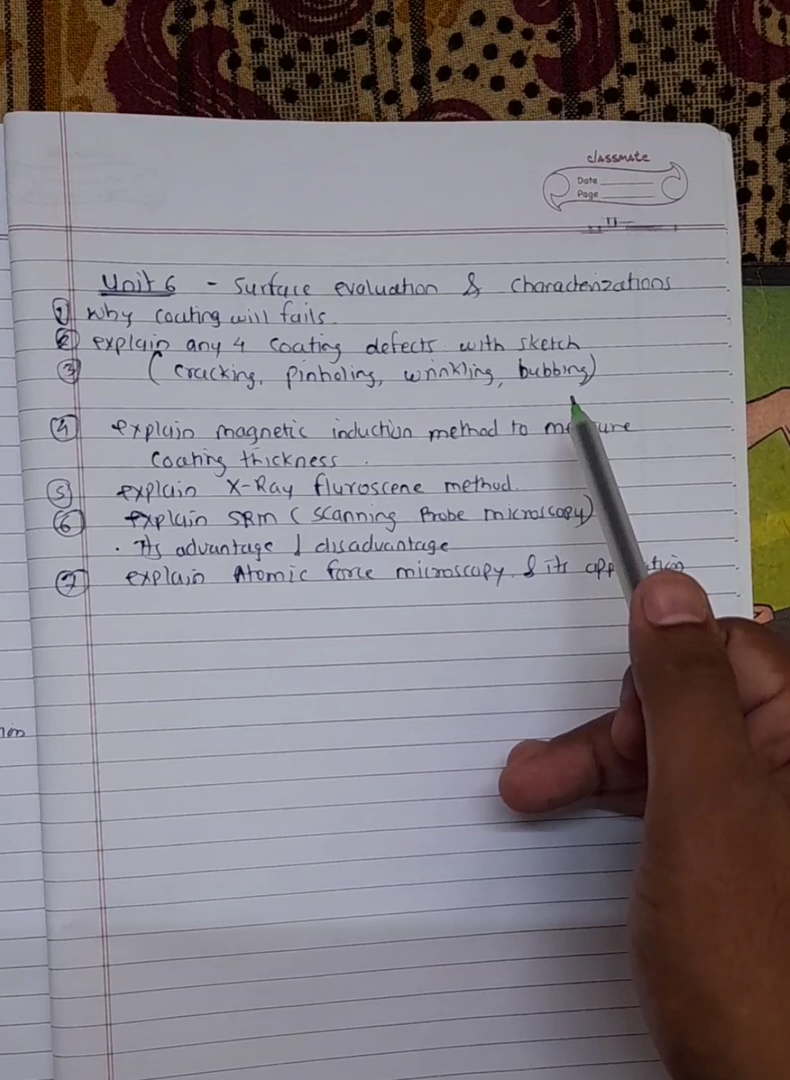 classmate
Date
Page
Unit 6 - Surface evaluation & characterizations
① Why coating will fails.
② explain any 4 coating defects with sketch
③ (cracking, pinholing, wrinkling, bubbing)
④ explain magnetic induction method to
coating thickness.
⑤ explain X-Ray fluroscene method.
⑥ explain SRM (scanning Probe microscopy)
. Its advantage / disadvantage
⑦ explain Atomic force microscopy & its